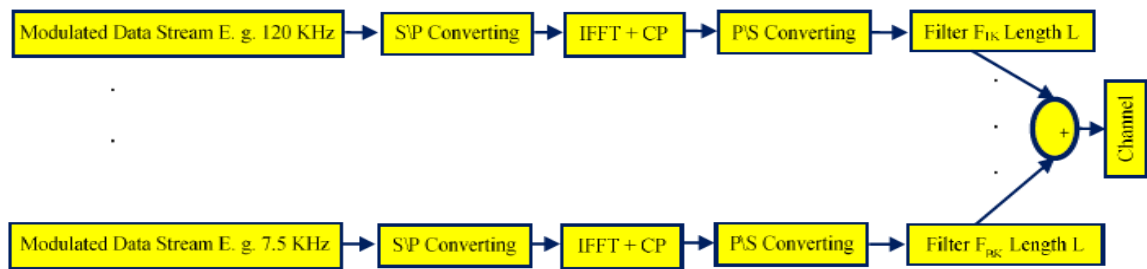 Modulated Data Stream E. g. 120 KHz
S\P Converting
IFFT + CP
P\S Converting
Filter F1K Length L
+
Channel
Modulated Data Stream E. g. 7.5 KHz
S\P Converting
IFFT + CP
P\S Converting
Filter FBK Length L